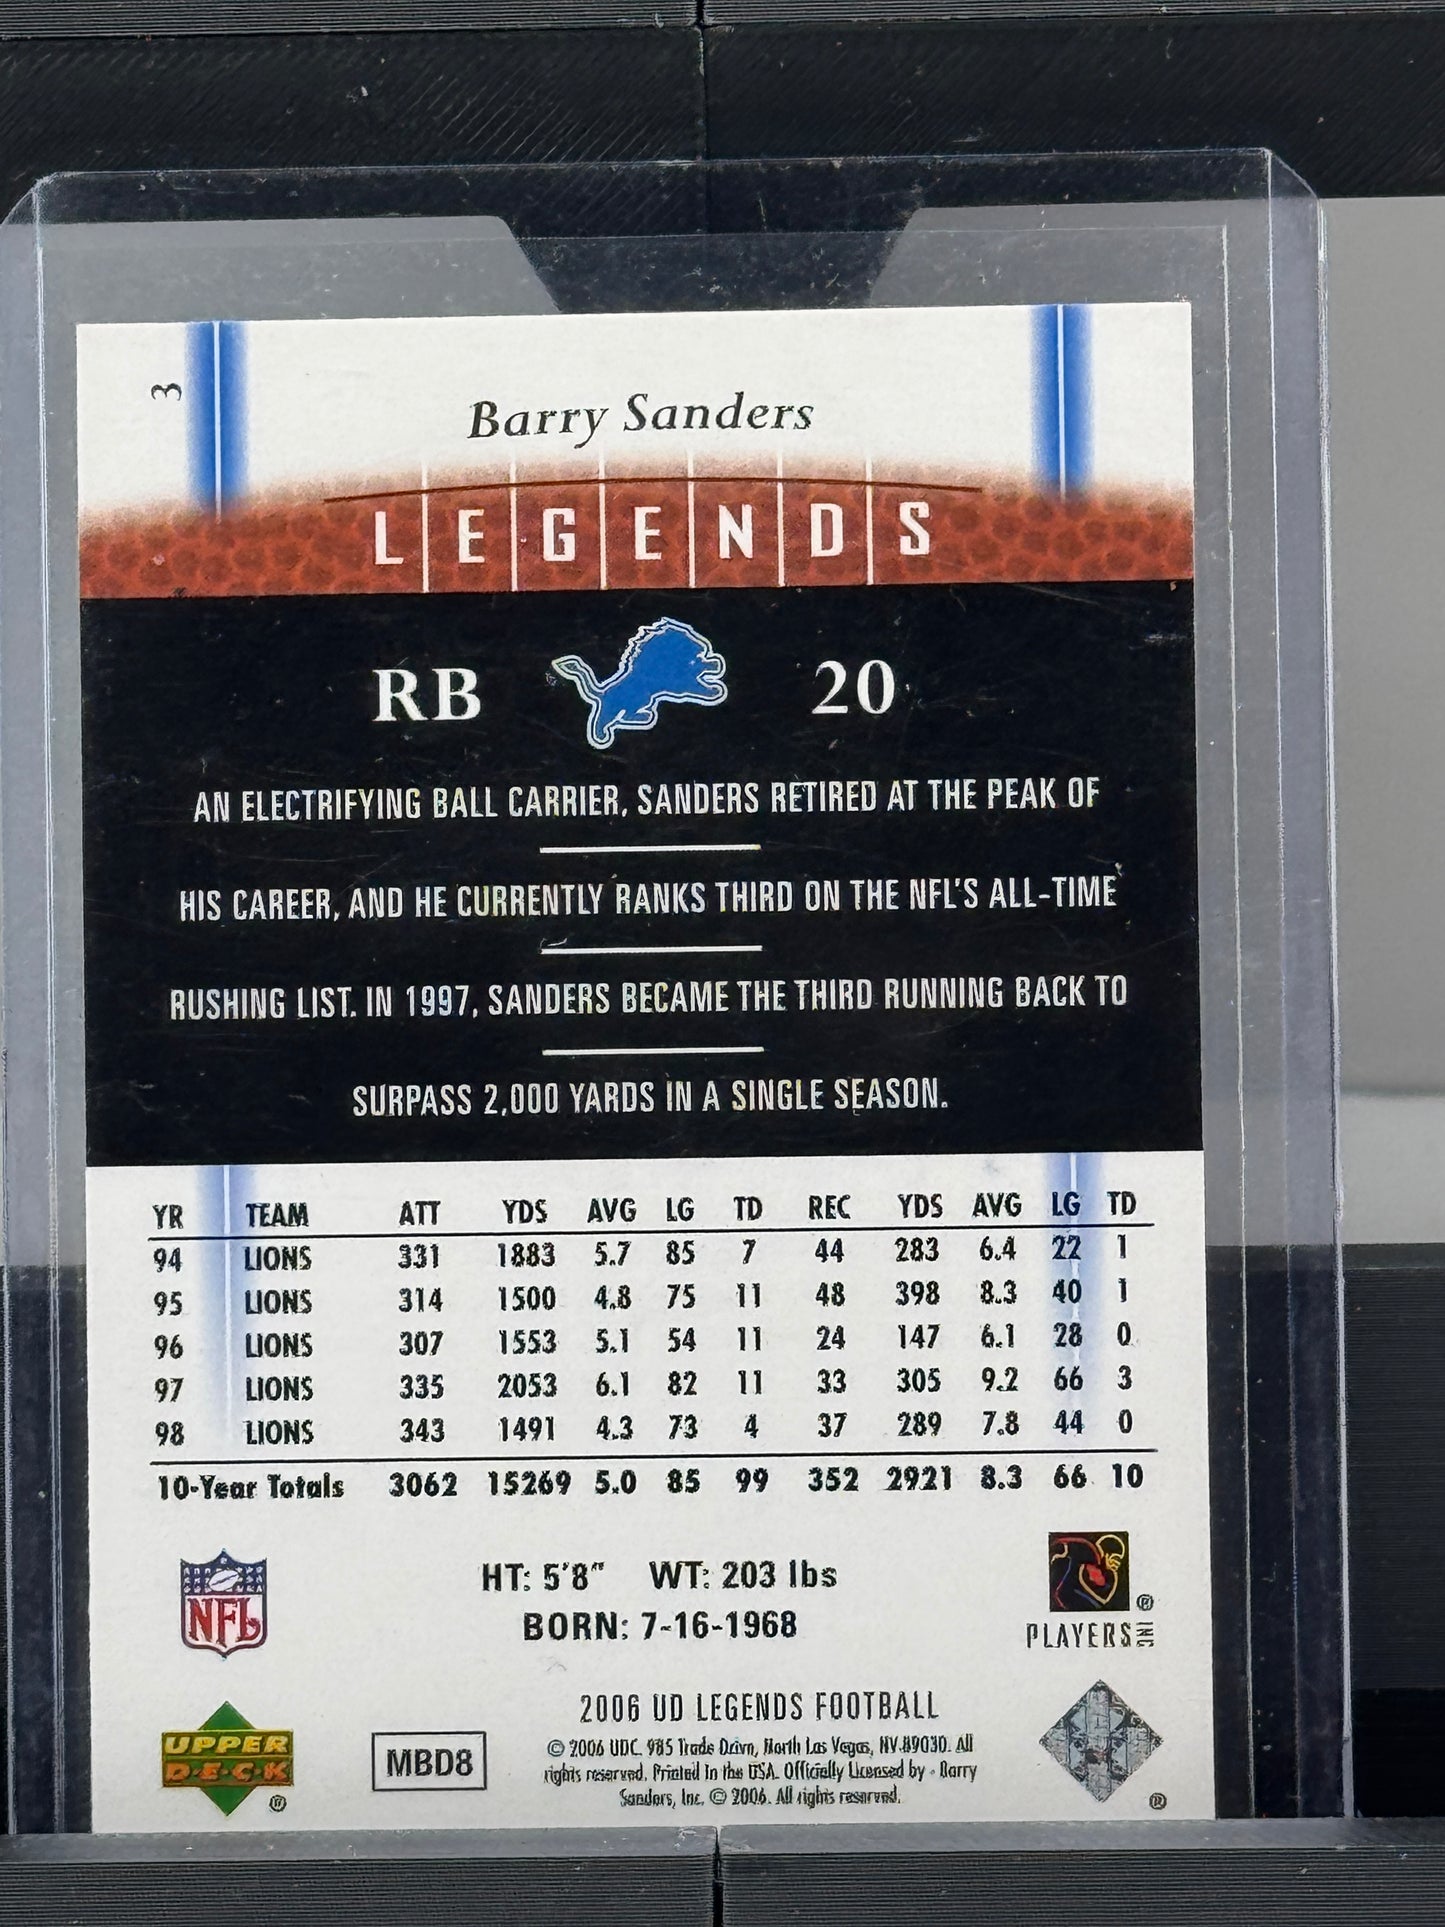 3
Barry Sanders
LEGENDS
RB 20
AN ELECTRIFYING BALL CARRIER, SANDERS RETIRED AT THE PEAK OF
HIS CAREER, AND HE CURRENTLY RANKS THIRD ON THE NFL'S ALL-TIME
RUSHING LIST. IN 1997, SANDERS BECAME THE THIRD RUNNING BACK TO
SURPASS 2,000 YARDS IN A SINGLE SEASON.
YR TEAM ATT YDS AVG LG TD REC YDS AVG LG TD
94 LIONS 331 1883 5.7 85 7 44 283 6.4 22 1
95 LIONS 314 1500 4.8 75 11 48 398 8.3 40 1
96 LIONS 307 1553 5.1 54 11 24 147 6.1 28 0
97 LIONS 335 2053 6.1 82 11 33 305 9.2 66 3
98 LIONS 343 1491 4.3 73 4 37 289 7.8 44 0
10-Year Totals 3062 15269 5.0 85 99 352 2921 8.3 66 10
NFL
HT: 5'8" WT: 203 lbs
BORN: 7-16-1968
PLAYERS INC ®
UPPER
DECK ®
MBD8
2006 UD LEGENDS FOOTBALL
© 2006 UDC. 985 Trade Drive, North Las Vegas, NV 89030. All
rights reserved. Printed in the USA. Officially Licensed by - Barry
Sanders, Inc. © 2006. All rights reserved.
®